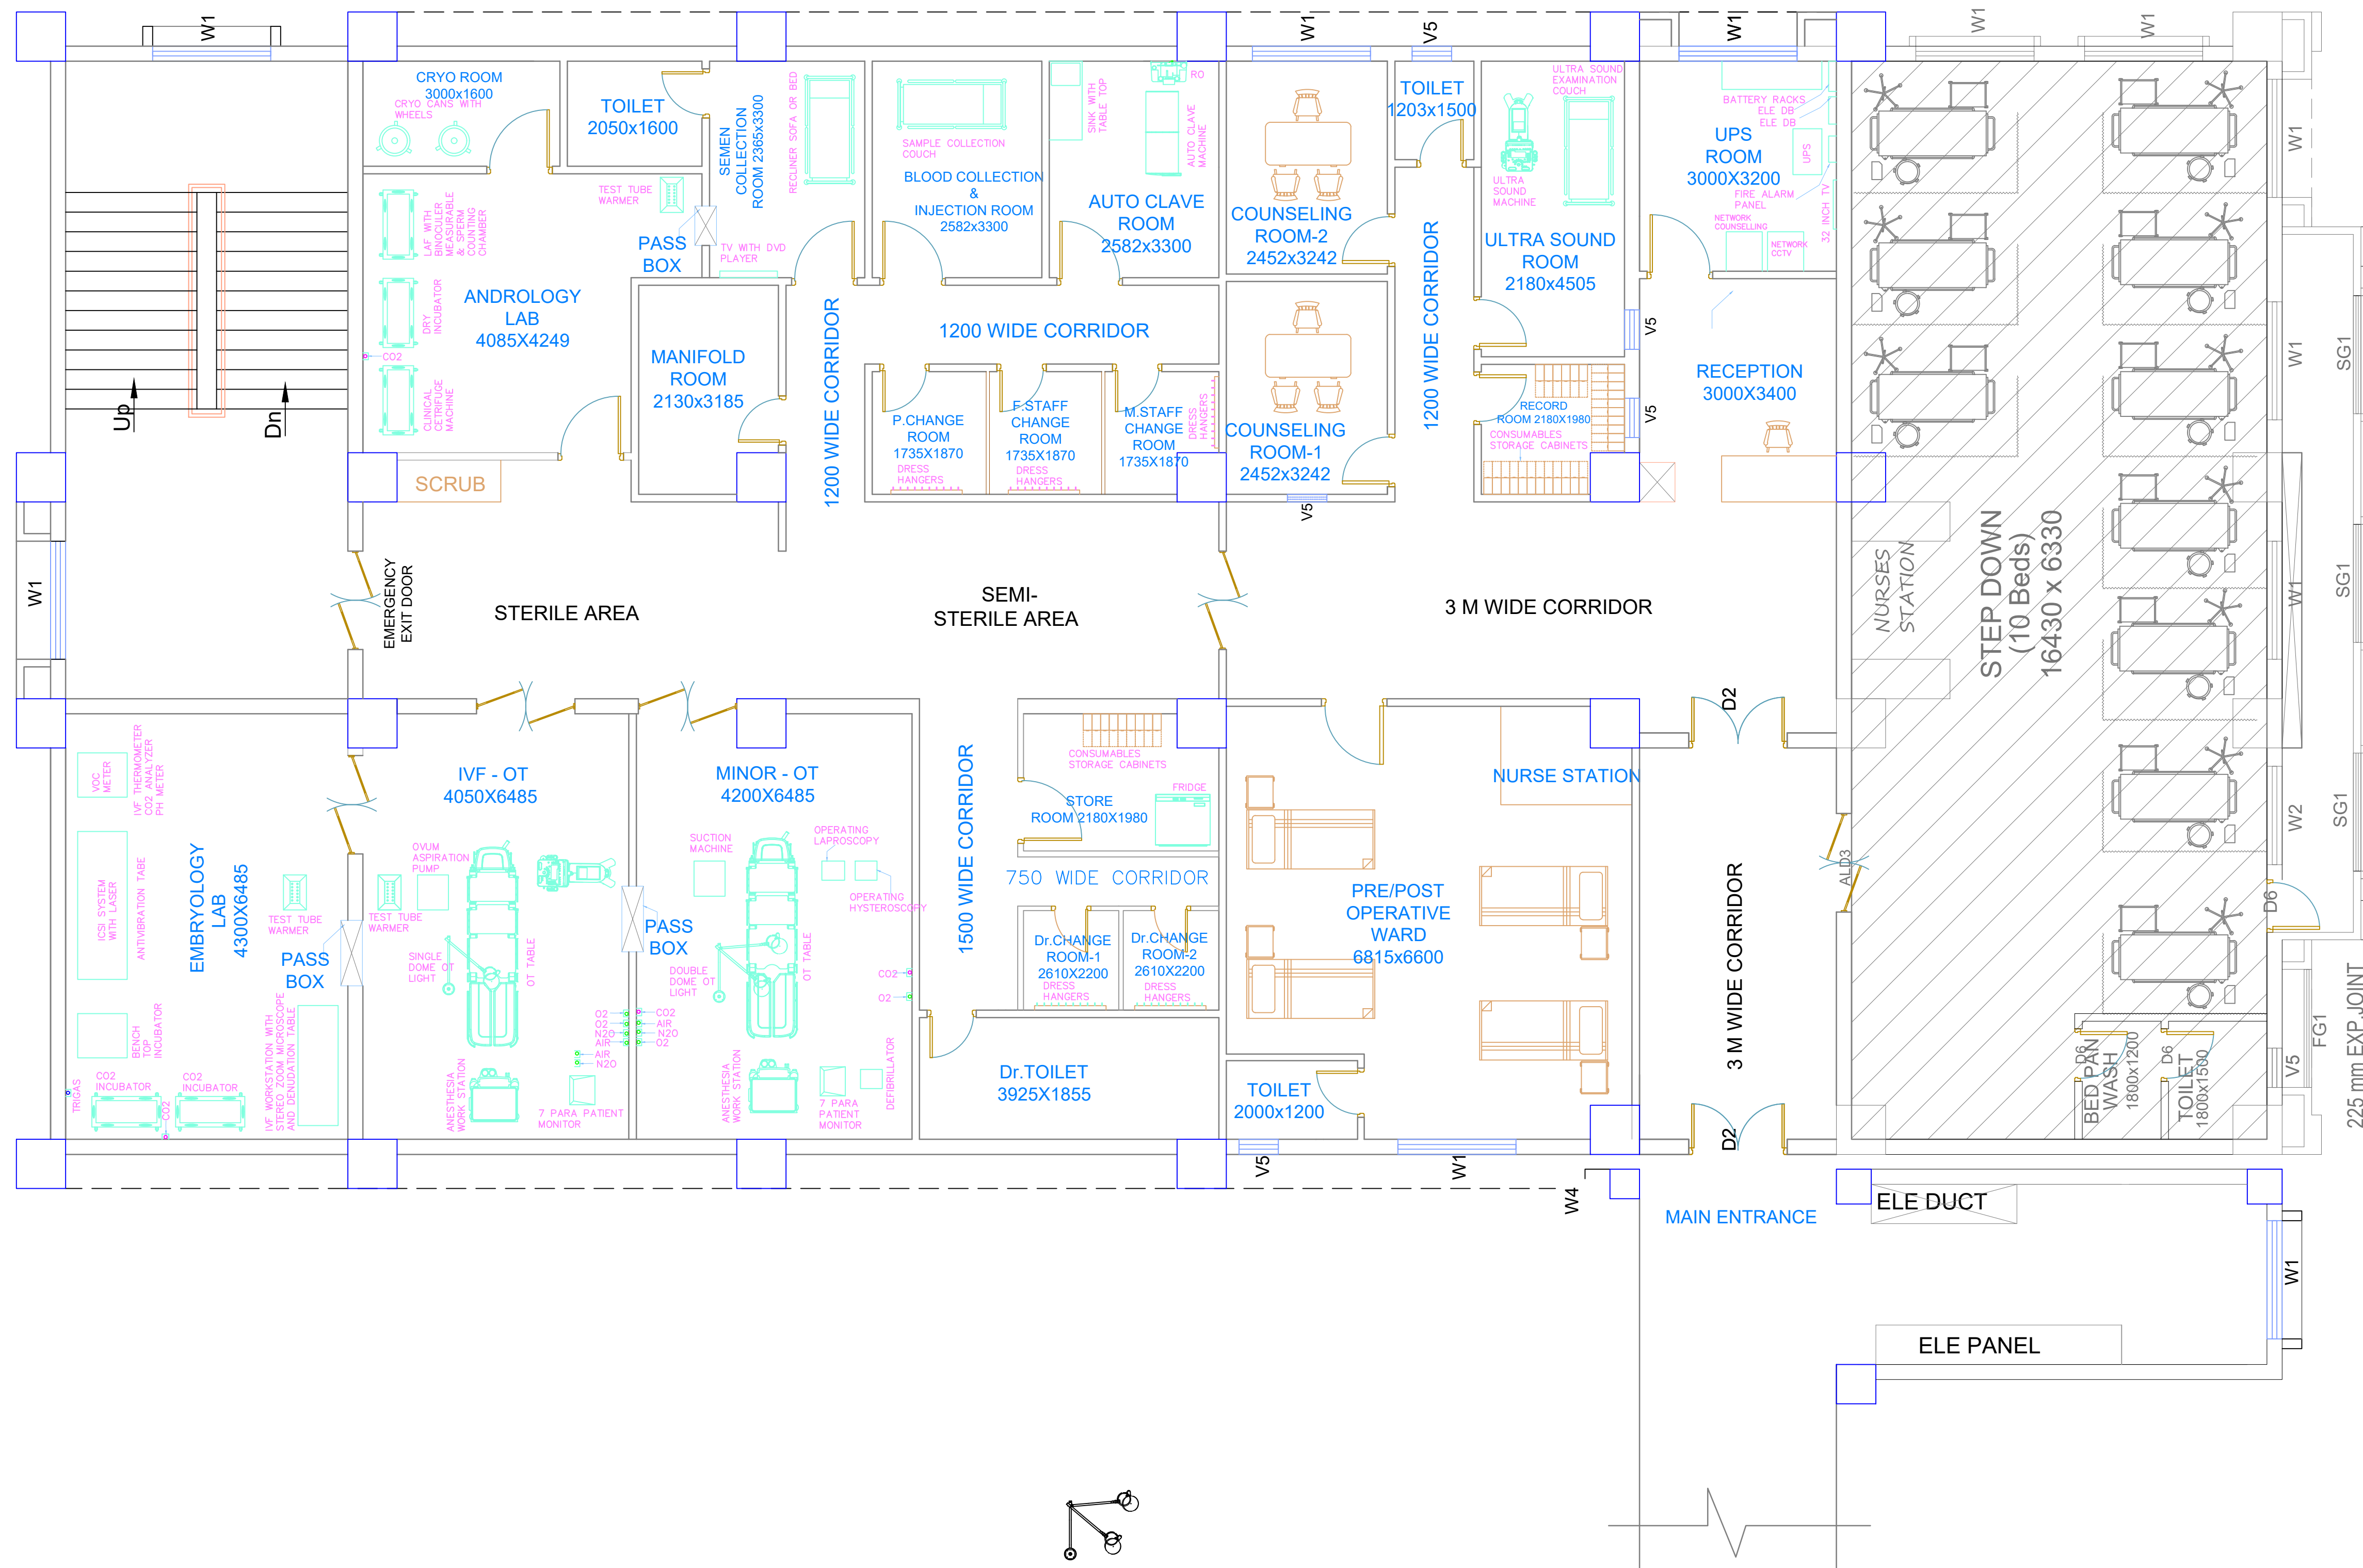 W1
W1
V5
W1
W1
W1
CRYO ROOM
3000x1600
CRYO CANS WITH
WHEELS
TOILET
2050x1600
SEMEN
COLLECTION
ROOM 2365x3300
RECLINER SOFA OR BED
SAMPLE COLLECTION
COUCH
BLOOD COLLECTION
&
INJECTION ROOM
2582x3300
SINK WITH
TABLE TOP
RO
AUTO CLAVE
MACHINE
AUTO CLAVE
ROOM
2582x3300
COUNSELING
ROOM-2
2452x3242
TOILET
1203x1500
ULTRA SOUND
EXAMINATION
COUCH
ULTRA
SOUND
MACHINE
ULTRA SOUND
ROOM
2180x4505
BATTERY RACKS
ELE DB
ELE DB
UPS
ROOM
3000X3200
UPS
FIRE ALARM
PANEL
NETWORK
COUNSELLING
NETWORK
CCTV
32 INCH TV
W1
TEST TUBE
WARMER
PASS
BOX
TV WITH DVD
PLAYER
LAF WITH
BINOCULER
MEASURABLE
& SPERM
COUNTING
CHAMBER
DRY
INCUBATOR
CO2
CLINICAL
CETRIFUGE
MACHINE
ANDROLOGY
LAB
4085X4249
MANIFOLD
ROOM
2130x3185
1200 WIDE CORRIDOR
1200 WIDE CORRIDOR
1200 WIDE CORRIDOR
V5
V5
RECEPTION
3000X3400
W1
SG1
Up
Dn
P.CHANGE
ROOM
1735X1870
DRESS
HANGERS
F.STAFF
CHANGE
ROOM
1735X1870
DRESS
HANGERS
M.STAFF
CHANGE
ROOM
1735X1870
DRESS
HANGERS
COUNSELING
ROOM-1
2452x3242
RECORD
ROOM 2180X1980
CONSUMABLES
STORAGE CABINETS
SCRUB
V5
W1
EMERGENCY
EXIT DOOR
STERILE AREA
SEMI-
STERILE AREA
3 M WIDE CORRIDOR
NURSES
STATION
STEP DOWN
(10 Beds)
16430 x 6330
W1
SG1
D2
VOC
METER
IVF THERMOMETER
CO2 ANALYZER
PH METER
ICSI SYSTEM
WITH LASER
ANTIVIBRATION TABE
EMBRYOLOGY
LAB
4300X6485
TEST TUBE
WARMER
PASS
BOX
BENCH
TOP
INCUBATOR
IVF WORKSTATION WITH
STEREO ZOOM MICROSCOPE
AND DENUDATION TABLE
TRIGAS
CO2
INCUBATOR
CO2
CO2
INCUBATOR
IVF - OT
4050X6485
OVUM
ASPIRATION
PUMP
TEST TUBE
WARMER
SINGLE
DOME OT
LIGHT
OT TABLE
O2
O2
N2O
AIR
AIR
N2O
ANESTHESIA
WORK STATION
7 PARA PATIENT
MONITOR
MINOR - OT
4200X6485
SUCTION
MACHINE
OPERATING
LAPROSCOPY
OPERATING
HYSTEROSCOPY
PASS
BOX
DOUBLE
DOME OT
LIGHT
OT TABLE
CO2
O2
CO2
AIR
N2O
O2
ANESTHESIA
WORK STATION
7 PARA
PATIENT
MONITOR
DEFIBRILLATOR
1500 WIDE CORRIDOR
CONSUMABLES
STORAGE CABINETS
FRIDGE
STORE
ROOM 2180X1980
750 WIDE CORRIDOR
Dr.CHANGE
ROOM-1
2610X2200
DRESS
HANGERS
Dr.CHANGE
ROOM-2
2610X2200
DRESS
HANGERS
Dr.TOILET
3925X1855
NURSE STATION
PRE/POST
OPERATIVE
WARD
6815x6600
TOILET
2000x1200
3 M WIDE CORRIDOR
ALD3
W2
SG1
D6
D6
BED PAN
WASH
1800x1200
D6
TOILET
1800x1500
V5
FG1
225 mm EXP.JOINT
D2
V5
W1
W4
MAIN ENTRANCE
ELE DUCT
W1
ELE PANEL